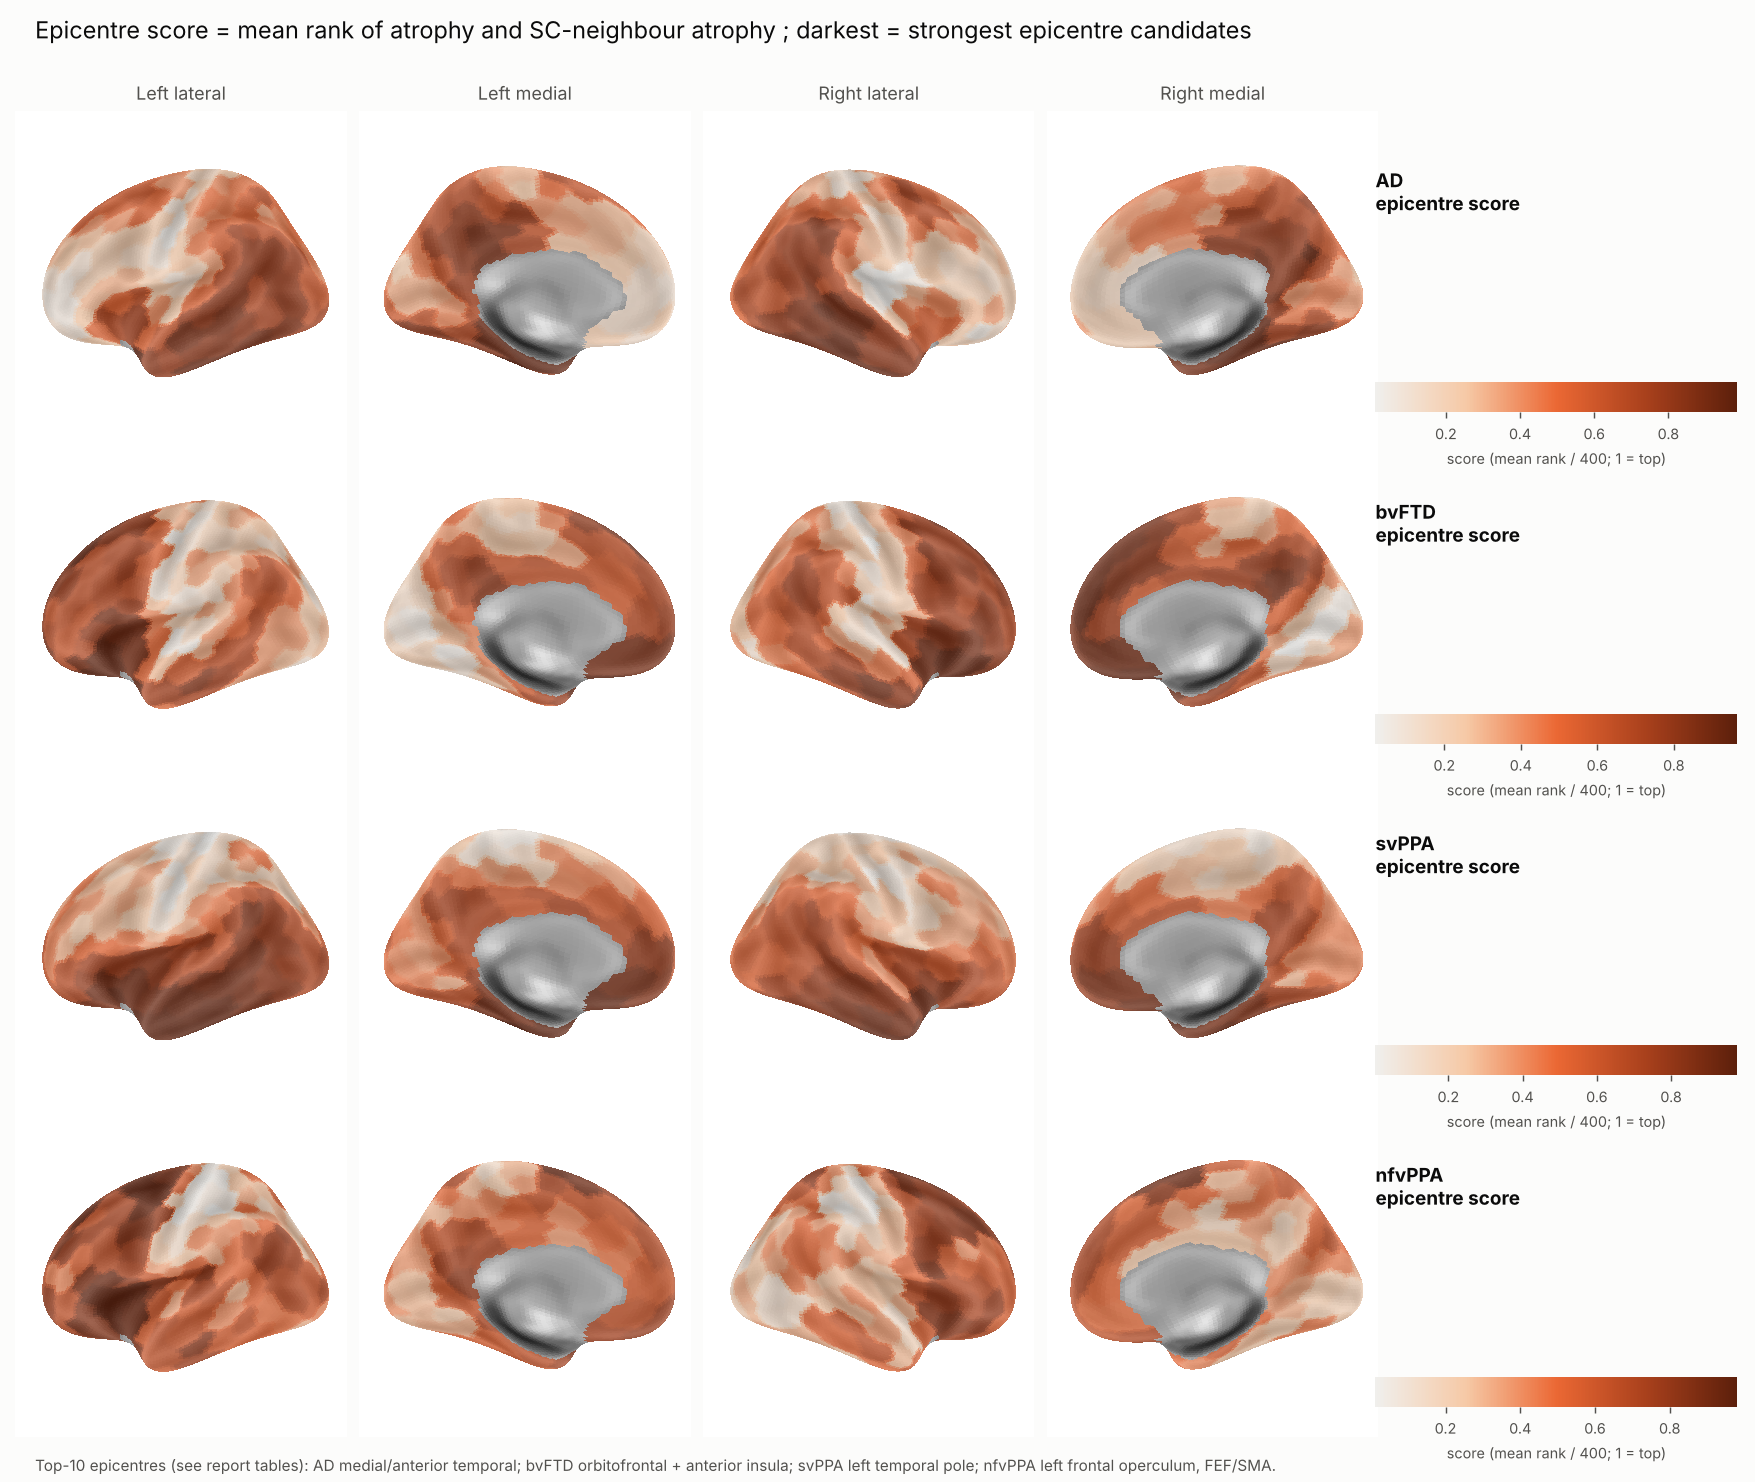 Epicentre score = mean rank of atrophy and SC-neighbour atrophy ; darkest = strongest epicentre candidates
Left lateral
Left medial
Right lateral
Right medial
AD
epicentre score
0.2 0.4 0.6 0.8
score (mean rank / 400; 1 = top)
bvFTD
epicentre score
0.2 0.4 0.6 0.8
score (mean rank / 400; 1 = top)
svPPA
epicentre score
0.2 0.4 0.6 0.8
score (mean rank / 400; 1 = top)
nfvPPA
epicentre score
0.2 0.4 0.6 0.8
score (mean rank / 400; 1 = top)
Top-10 epicentres (see report tables): AD medial/anterior temporal; bvFTD orbitofrontal + anterior insula; svPPA left temporal pole; nfvPPA left frontal operculum, FEF/SMA.